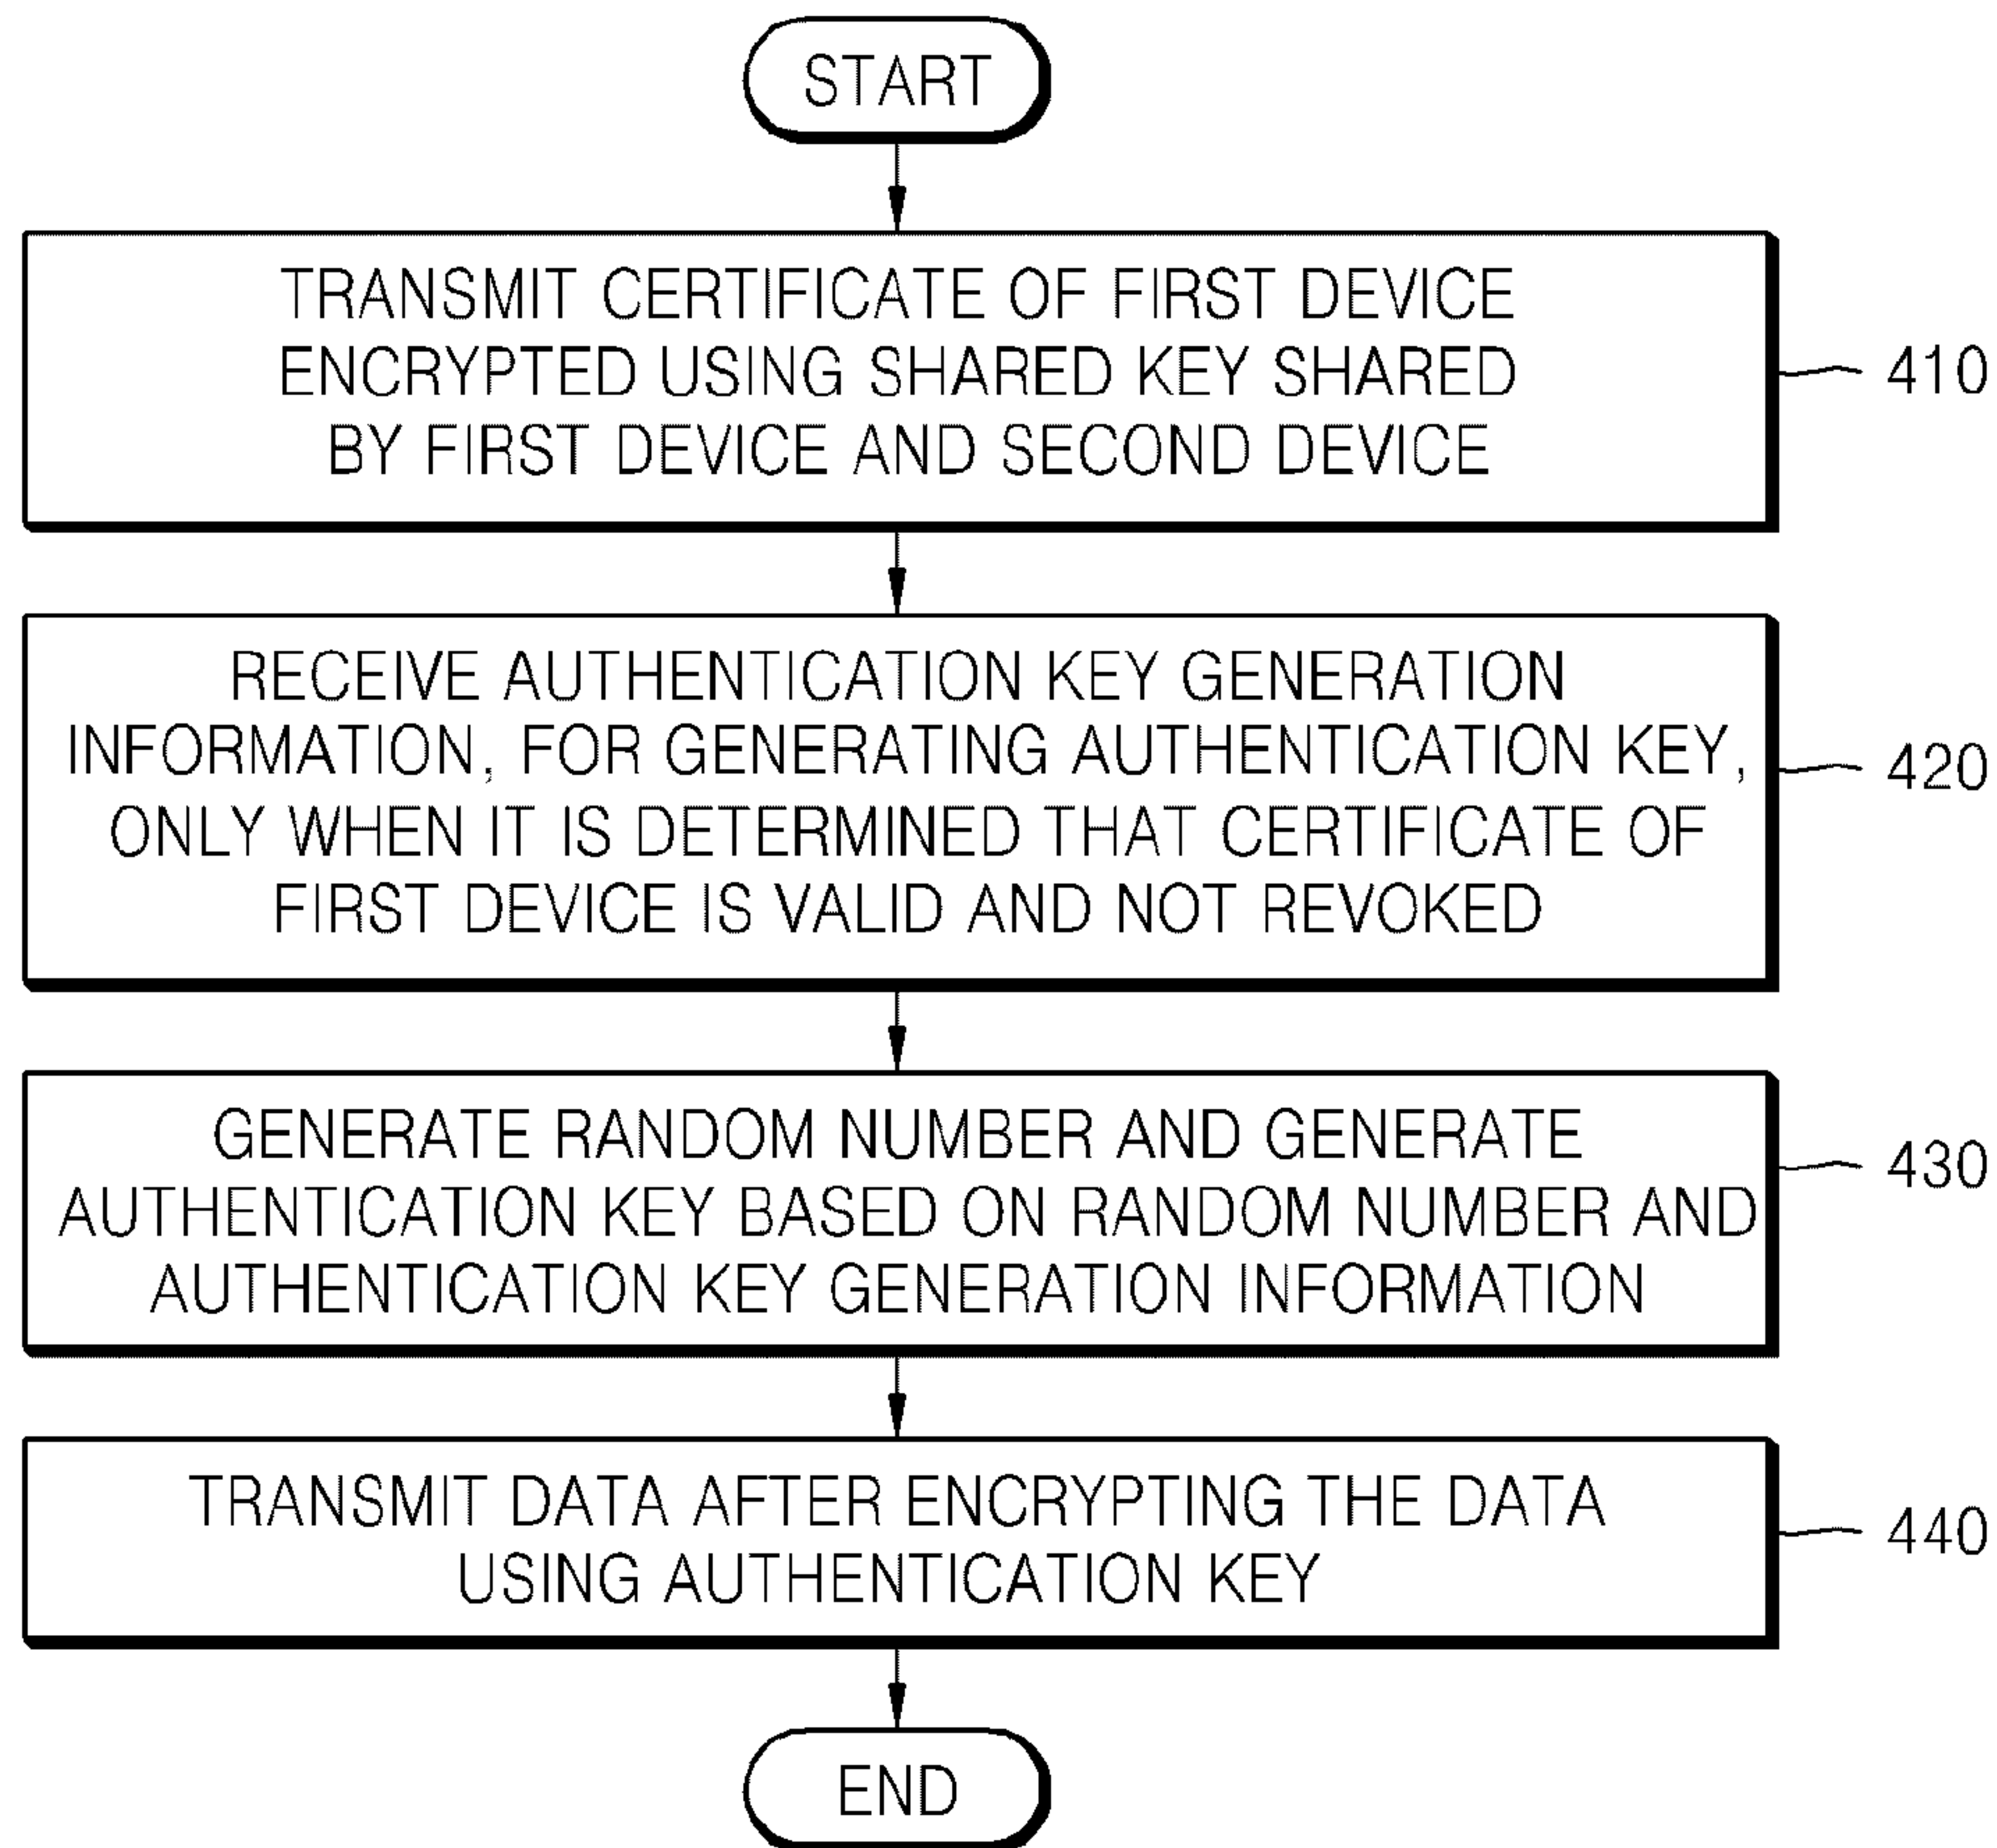 START
TRANSMIT CERTIFICATE OF FIRST DEVICE
ENCRYPTED USING SHARED KEY SHARED
BY FIRST DEVICE AND SECOND DEVICE
410
RECEIVE AUTHENTICATION KEY GENERATION
INFORMATION, FOR GENERATING AUTHENTICATION KEY,
ONLY WHEN IT IS DETERMINED THAT CERTIFICATE OF
FIRST DEVICE IS VALID AND NOT REVOKED
420
GENERATE RANDOM NUMBER AND GENERATE
AUTHENTICATION KEY BASED ON RANDOM NUMBER AND
AUTHENTICATION KEY GENERATION INFORMATION
430
TRANSMIT DATA AFTER ENCRYPTING THE DATA
USING AUTHENTICATION KEY
440
END